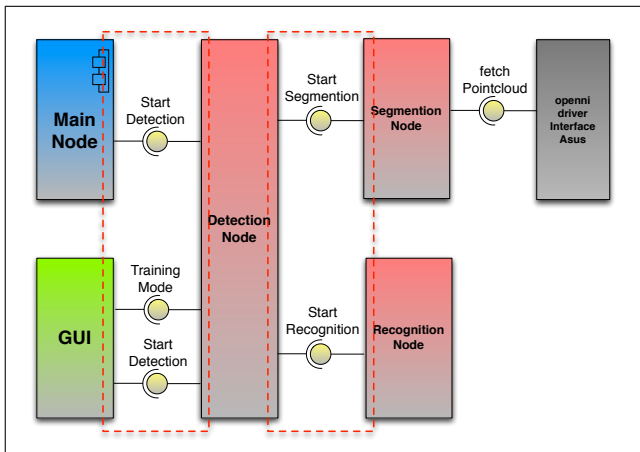 Main
Node
Start
Detection
Detection
Node
Start
Segmention
Segmention
Node
fetch
Pointcloud
openni
driver
Interface
Asus
GUI
Training
Mode
Start
Detection
Start
Recognition
Recognition
Node